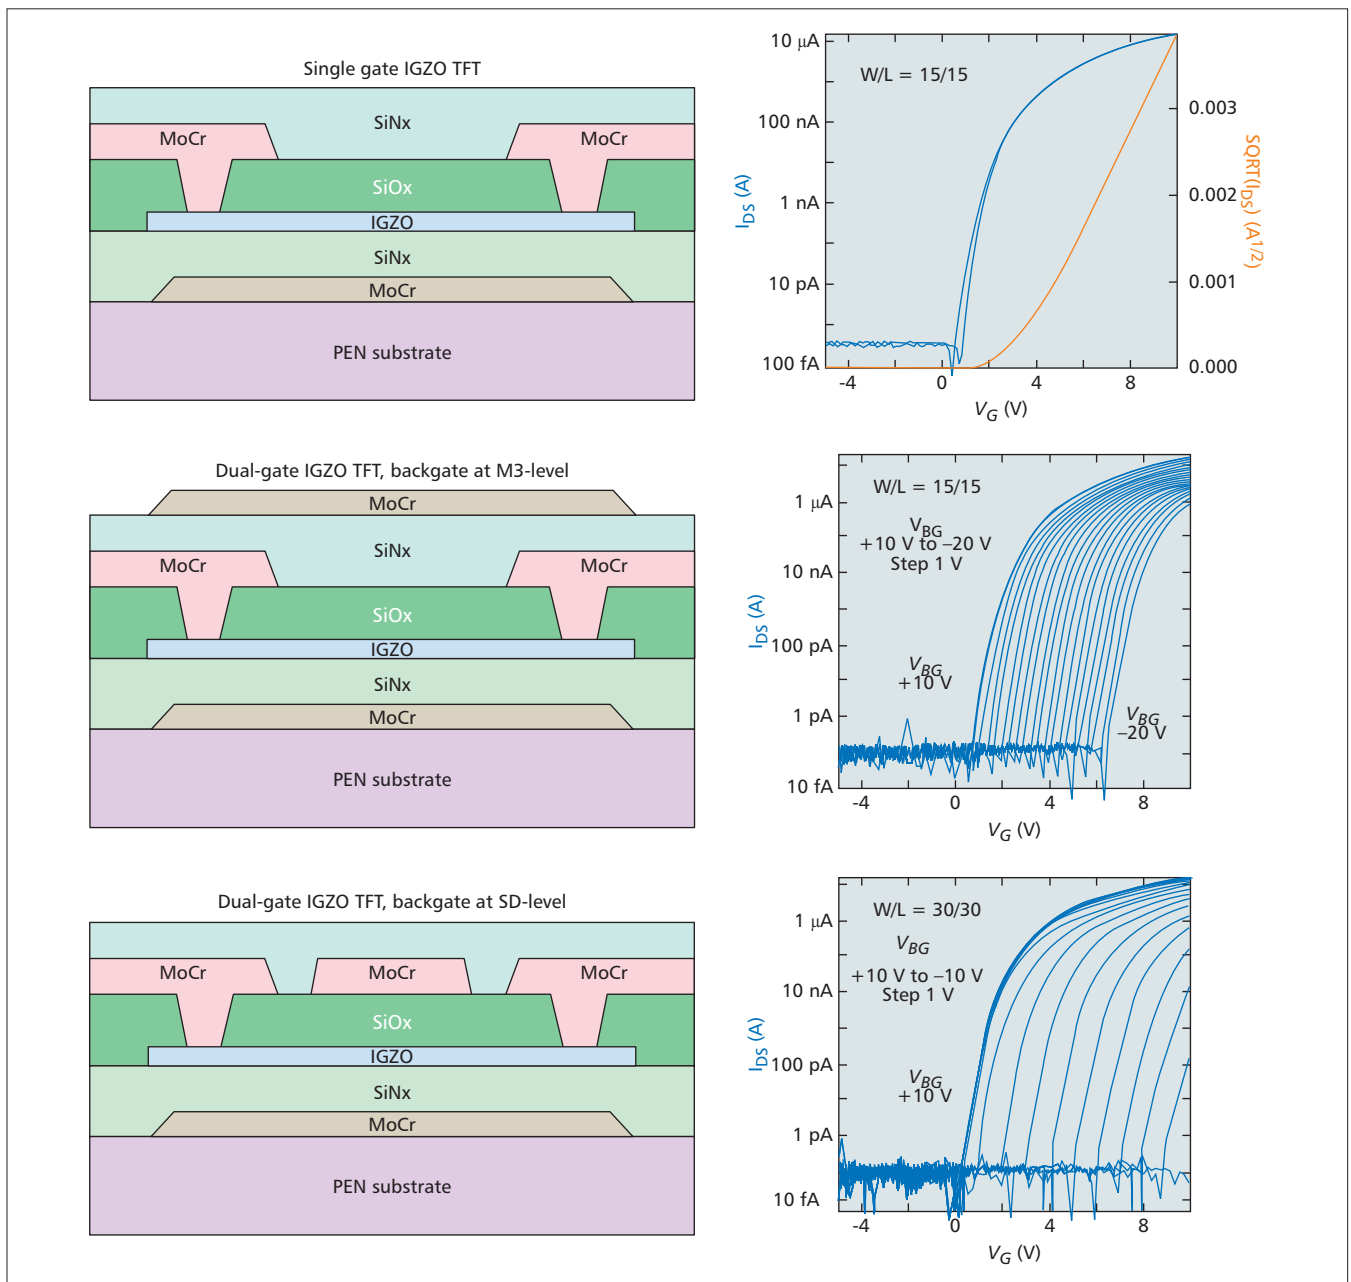 Single gate IGZO TFT
SiNx
MoCr
MoCr
SiOx
IGZO
SiNx
MoCr
PEN substrate
10 µA
100 nA
1 nA
10 pA
100 fA
I_DS (A)
W/L = 15/15
0.003
0.002
0.001
0.000
SQRT(I_DS) (A^1/2)
-4
0
4
8
V_G (V)
Dual-gate IGZO TFT, backgate at M3-level
MoCr
SiNx
MoCr
MoCr
SiOx
IGZO
SiNx
MoCr
PEN substrate
1 µA
10 nA
100 pA
1 pA
10 fA
I_DS (A)
W/L = 15/15
V_BG
+10 V to –20 V
Step 1 V
V_BG
+10 V
V_BG
–20 V
-4
0
4
8
V_G (V)
Dual-gate IGZO TFT, backgate at SD-level
MoCr
MoCr
MoCr
SiOx
IGZO
SiNx
MoCr
PEN substrate
1 µA
10 nA
100 pA
1 pA
10 fA
I_DS (A)
W/L = 30/30
V_BG
+10 V to –10 V
Step 1 V
V_BG
+10 V
-4
0
4
8
V_G (V)